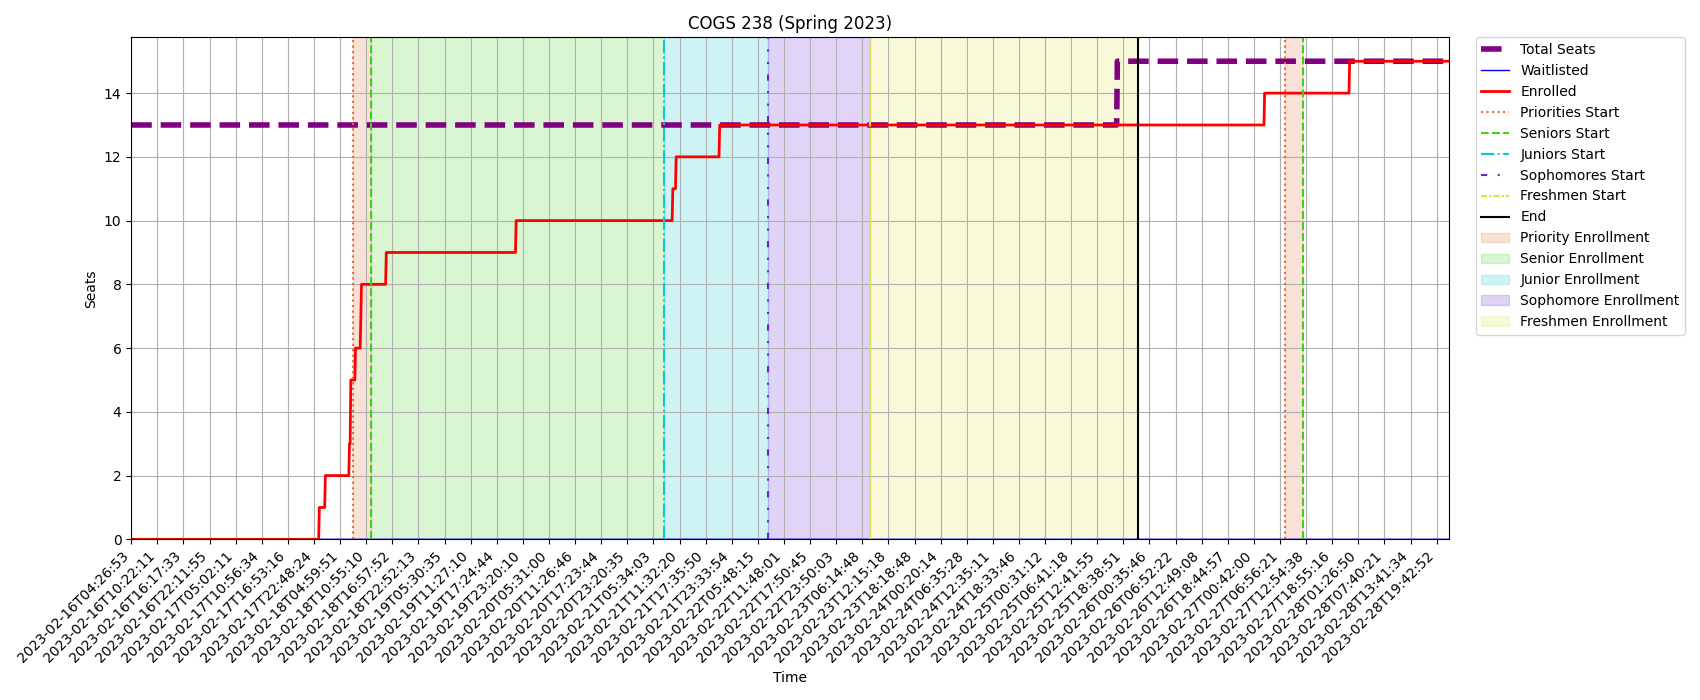 COGS 238 (Spring 2023)
Seats
14
12
10
8
6
4
2
0
2023-02-16T04:26:53
2023-02-16T10:22:11
2023-02-16T16:17:33
2023-02-16T22:11:55
2023-02-17T05:02:11
2023-02-17T10:56:34
2023-02-17T16:53:16
2023-02-17T22:48:24
2023-02-18T04:59:51
2023-02-18T10:55:10
2023-02-18T16:57:52
2023-02-18T22:52:13
2023-02-19T05:30:35
2023-02-19T11:27:10
2023-02-19T17:24:44
2023-02-19T23:20:10
2023-02-20T05:31:00
2023-02-20T11:26:46
2023-02-20T17:23:44
2023-02-20T23:20:35
2023-02-21T05:34:03
2023-02-21T11:32:20
2023-02-21T17:35:50
2023-02-21T23:33:54
2023-02-22T05:48:15
2023-02-22T11:48:01
2023-02-22T17:50:45
2023-02-22T23:50:03
2023-02-23T06:14:48
2023-02-23T12:15:18
2023-02-23T18:18:48
2023-02-24T00:20:14
2023-02-24T06:35:28
2023-02-24T12:35:11
2023-02-24T18:33:46
2023-02-25T00:31:12
2023-02-25T06:41:18
2023-02-25T12:41:55
2023-02-25T18:38:51
2023-02-26T00:35:46
2023-02-26T06:52:22
2023-02-26T12:49:08
2023-02-26T18:44:57
2023-02-27T00:42:00
2023-02-27T06:56:21
2023-02-27T12:54:38
2023-02-27T18:55:16
2023-02-28T01:26:50
2023-02-28T07:40:21
2023-02-28T13:41:34
2023-02-28T19:42:52
Time
Total Seats
Waitlisted
Enrolled
Priorities Start
Seniors Start
Juniors Start
Sophomores Start
Freshmen Start
End
Priority Enrollment
Senior Enrollment
Junior Enrollment
Sophomore Enrollment
Freshmen Enrollment